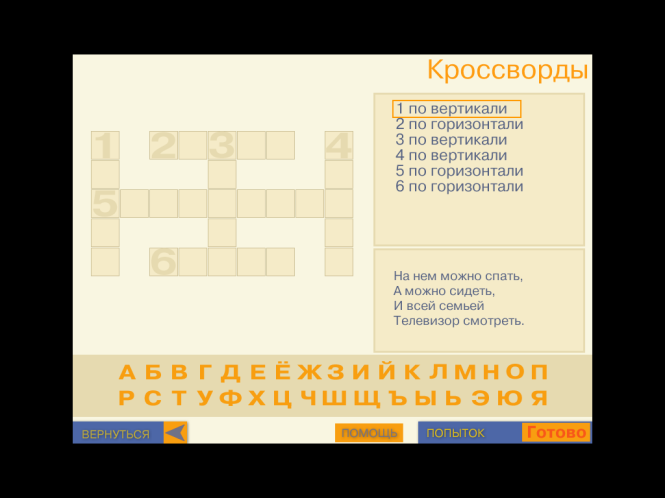 Кроссворды
1 по вертикали
2 по горизонтали
3 по вертикали
4 по вертикали
5 по горизонтали
6 по горизонтали
1 2 3 4
5
6
На нем можно спать,
А можно сидеть,
И всей семьей
Телевизор смотреть.
А Б В Г Д Е Ё Ж З И Й К Л М Н О П
Р С Т У Ф Х Ц Ч Ш Щ Ъ Ы Ь Э Ю Я
ВЕРНУТЬСЯ ПОМОЩЬ ПОПЫТОК Готово